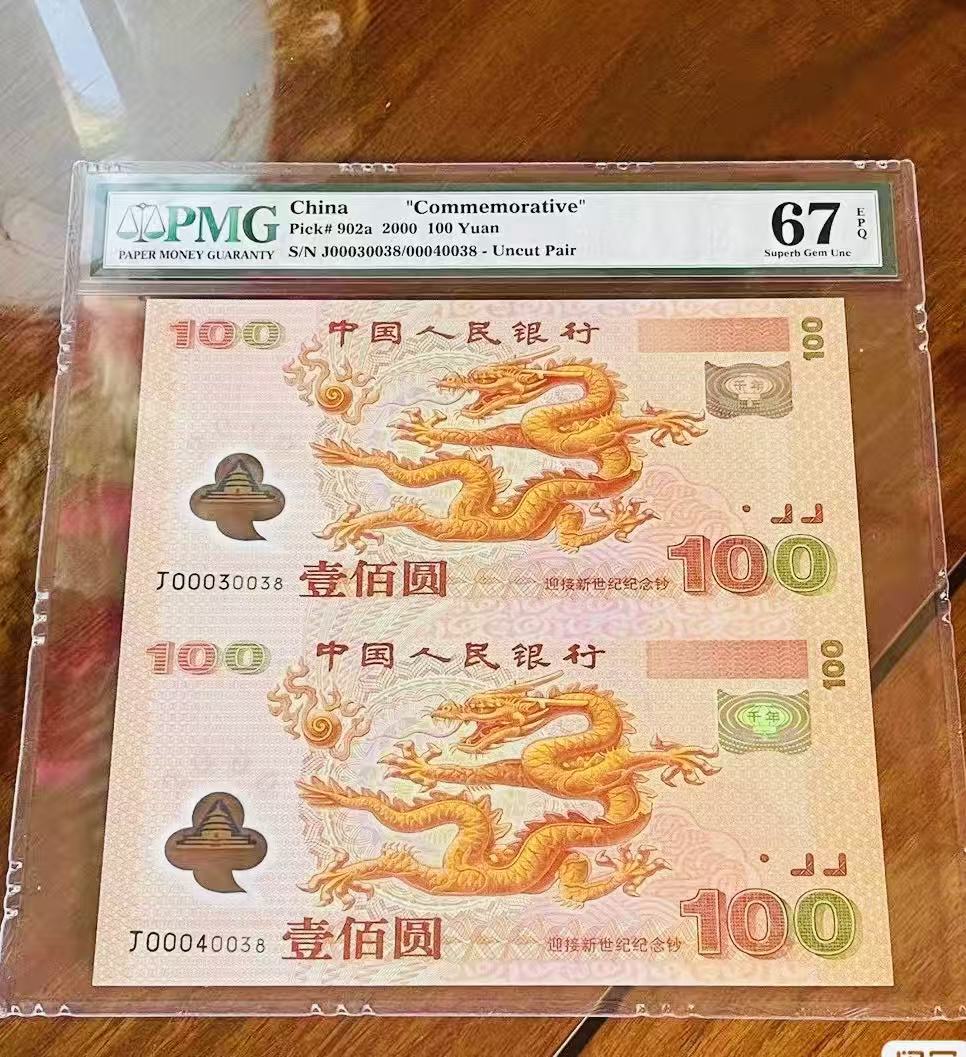 PMG
PAPER MONEY GUARANTY
China "Commemorative"
Pick# 902a 2000 100 Yuan
S/N J00030038/00040038 - Uncut Pair
67
EPQ
Superb Gem Unc
100 中国人民银行 100
千年
J00030038 壹佰圆 迎接新世纪纪念钞 100
100 中国人民银行 100
千年
J00040038 壹佰圆 迎接新世纪纪念钞 100